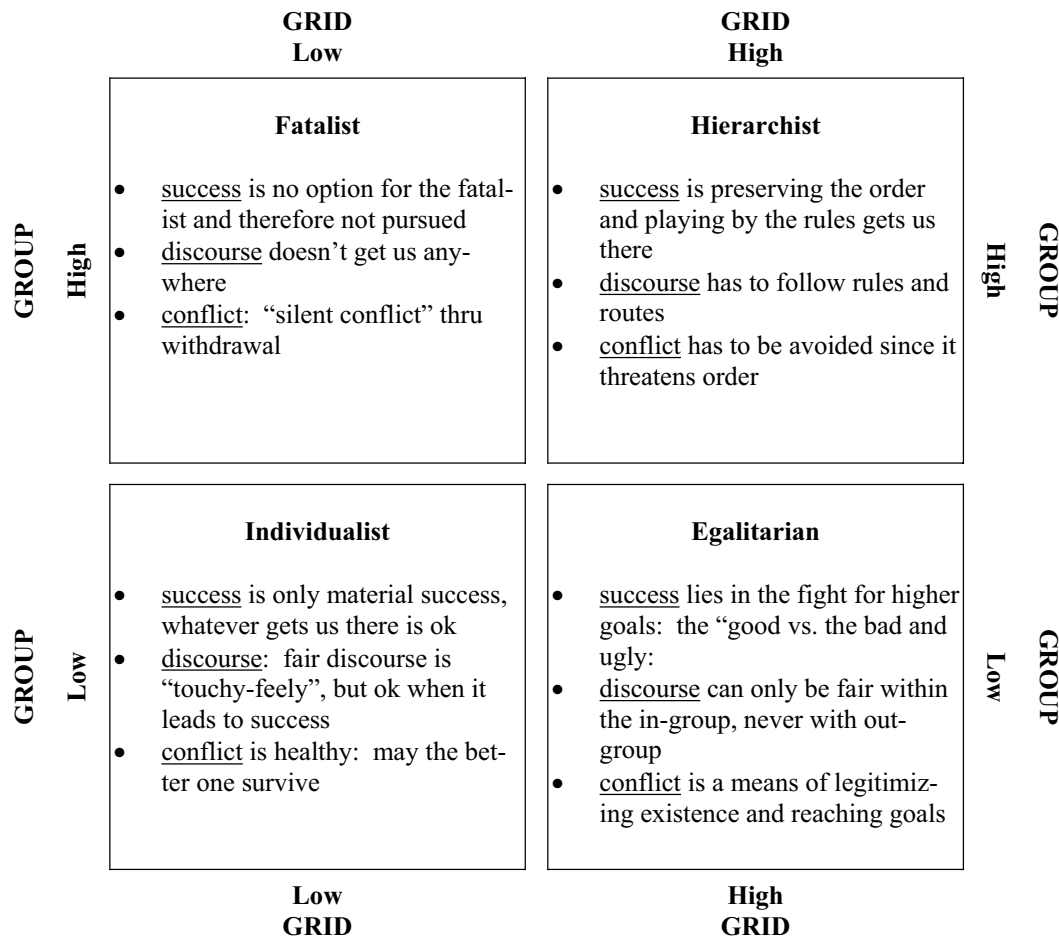 GRID
Low
GRID
High
GROUP
High
Fatalist
• success is no option for the fatal-
ist and therefore not pursued
• discourse doesn’t get us any-
where
• conflict:  “silent conflict” thru
withdrawal
Hierarchist
• success is preserving the order
and playing by the rules gets us
there
• discourse has to follow rules and
routes
• conflict has to be avoided since it
threatens order
GROUP
High
GROUP
Low
Individualist
• success is only material success,
whatever gets us there is ok
• discourse:  fair discourse is
“touchy-feely”, but ok when it
leads to success
• conflict is healthy:  may the bet-
ter one survive
Egalitarian
• success lies in the fight for higher
goals:  the “good vs. the bad and
ugly:
• discourse can only be fair within
the in-group, never with out-
group
• conflict is a means of legitimiz-
ing existence and reaching goals
GROUP
Low
Low
GRID
High
GRID